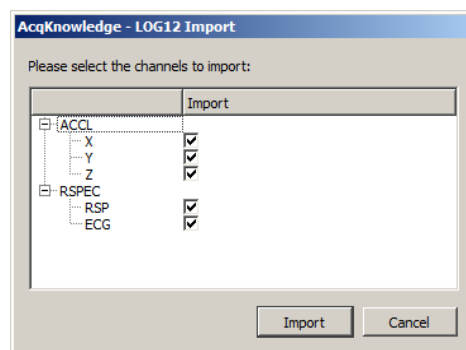 AcqKnowledge - LOG12 Import
Please select the channels to import:
Import
ACCL
X
Y
Z
RSPEC
RSP
ECG
Import Cancel